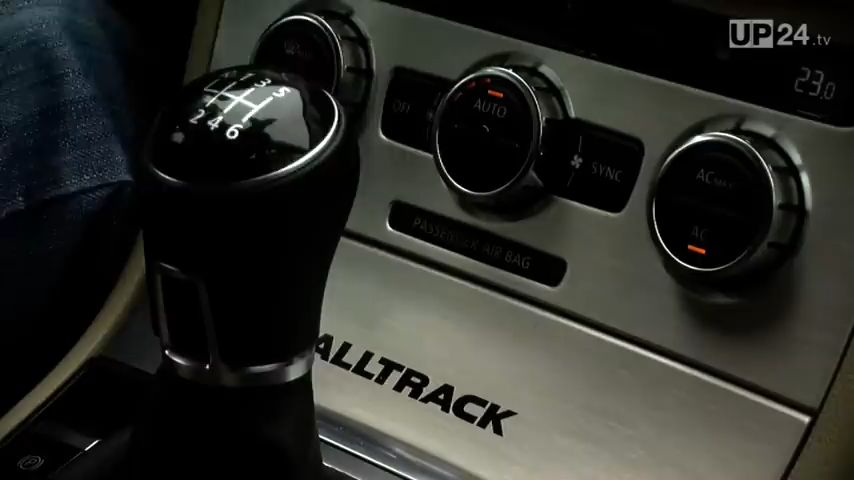 UP24.tv
23.0
AUTO
OFF
SYNC
AC MAX
AC
PASSENGER AIR BAG
1 3 5
2 4 6
ALLTRACK